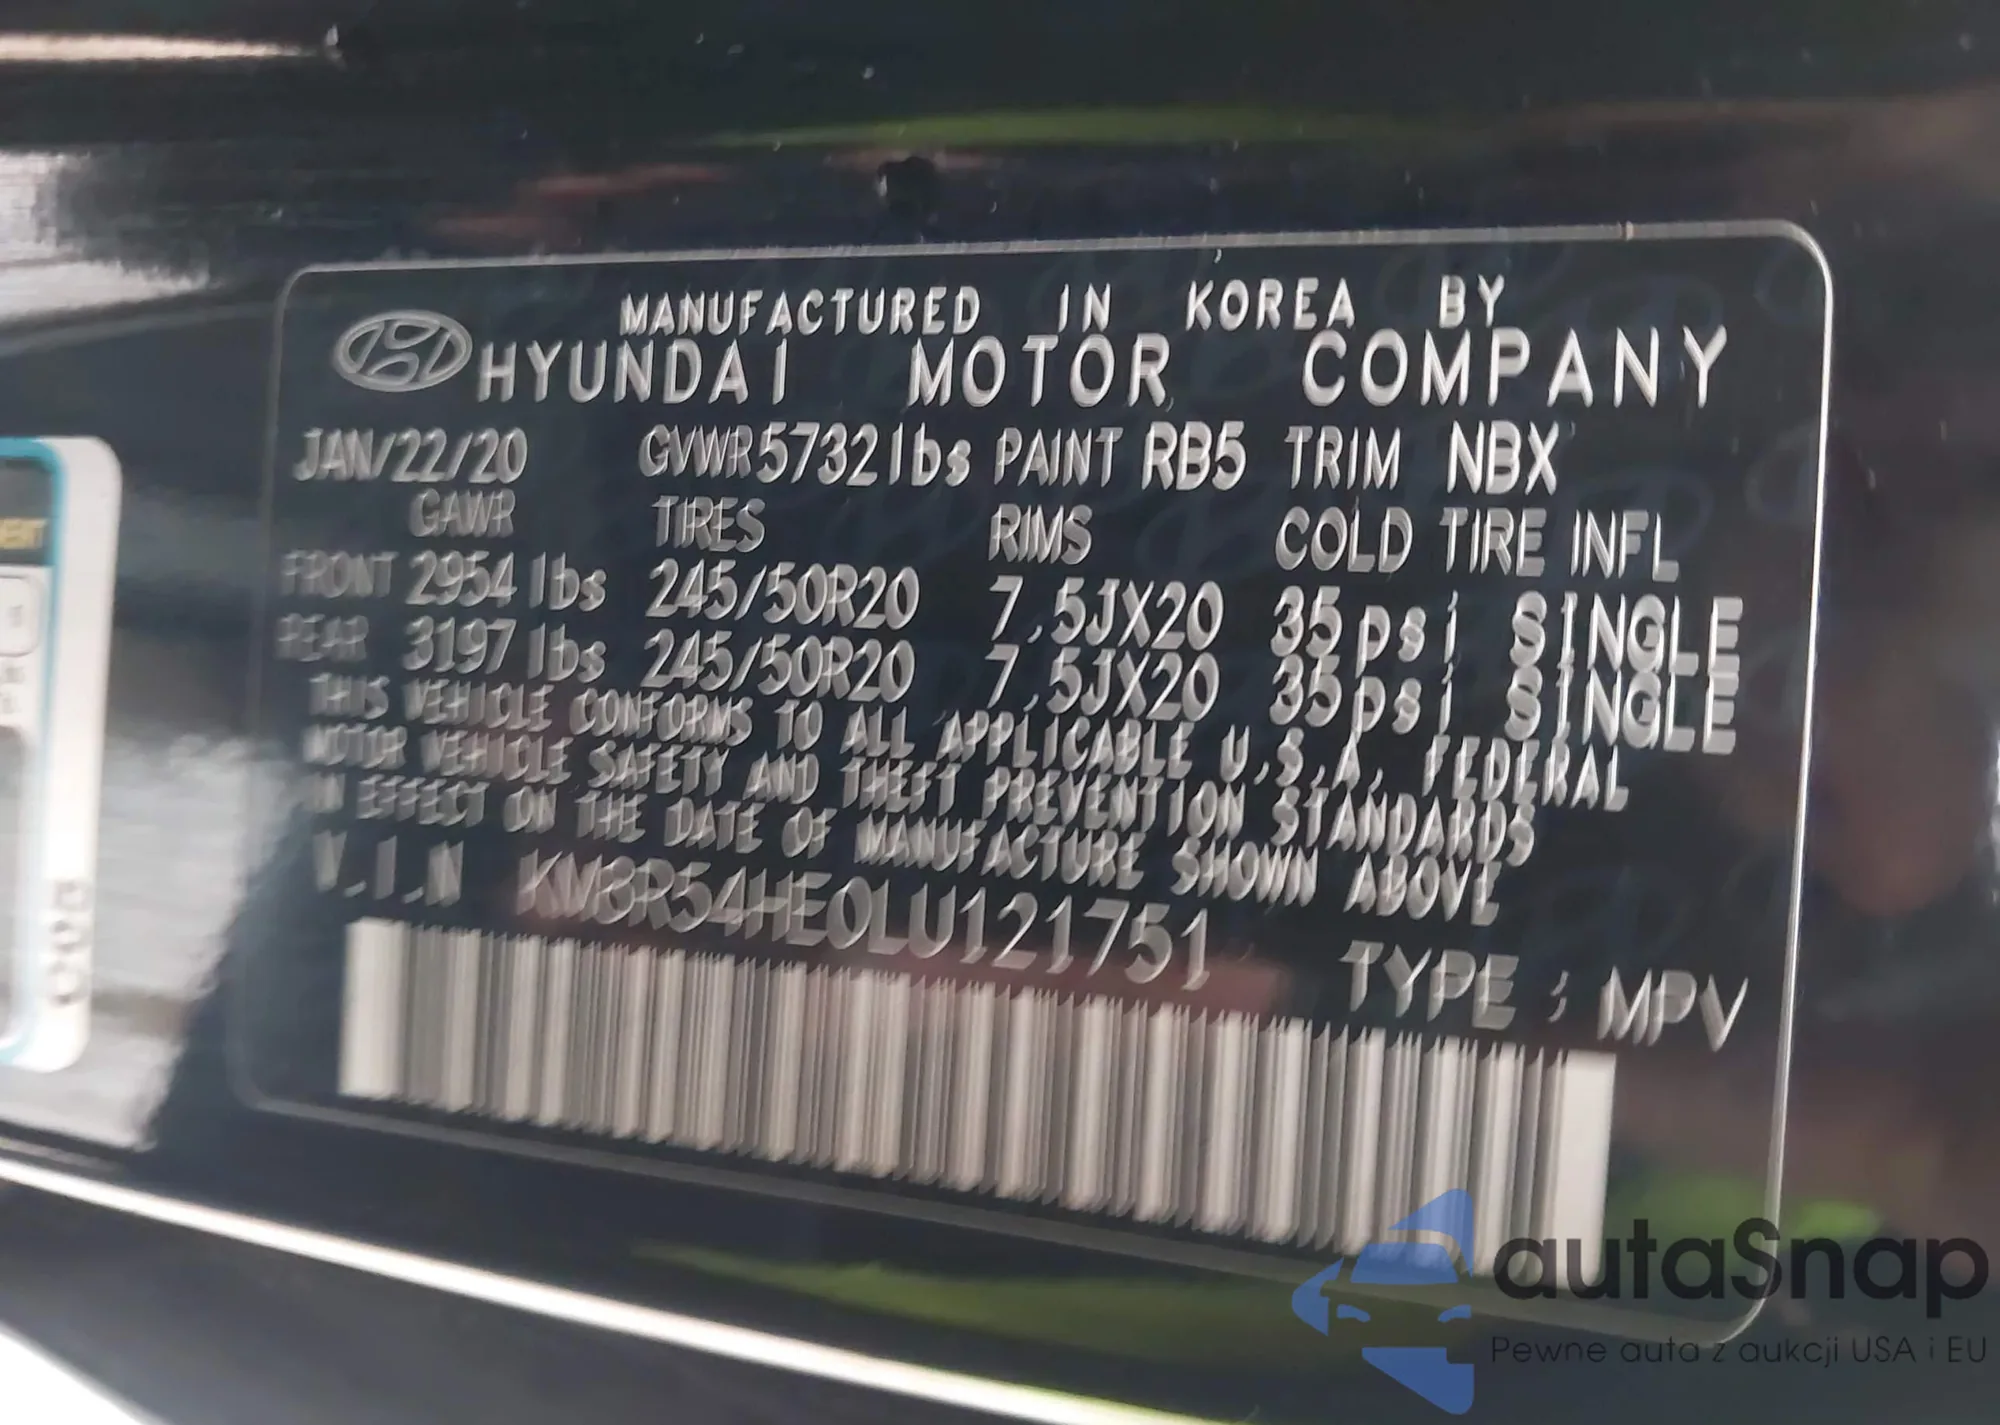 MANUFACTURED IN KOREA BY
HYUNDAI MOTOR COMPANY
JAN/22/20 GVWR 5732 lbs PAINT RB5 TRIM NBX
GAWR TIRES RIMS COLD TIRE INFL
FRONT 2954 lbs 245/50R20 7.5JX20 35psi SINGLE
REAR 3197 lbs 245/50R20 7.5JX20 35psi SINGLE
THIS VEHICLE CONFORMS TO ALL APPLICABLE U.S.A. FEDERAL
MOTOR VEHICLE SAFETY AND THEFT PREVENTION STANDARDS
IN EFFECT ON THE DATE OF MANUFACTURE SHOWN ABOVE
V.I.N KM8R54HE0LU121751
TYPE : MPV
autaSnap
Pewne auta z aukcji USA i EU